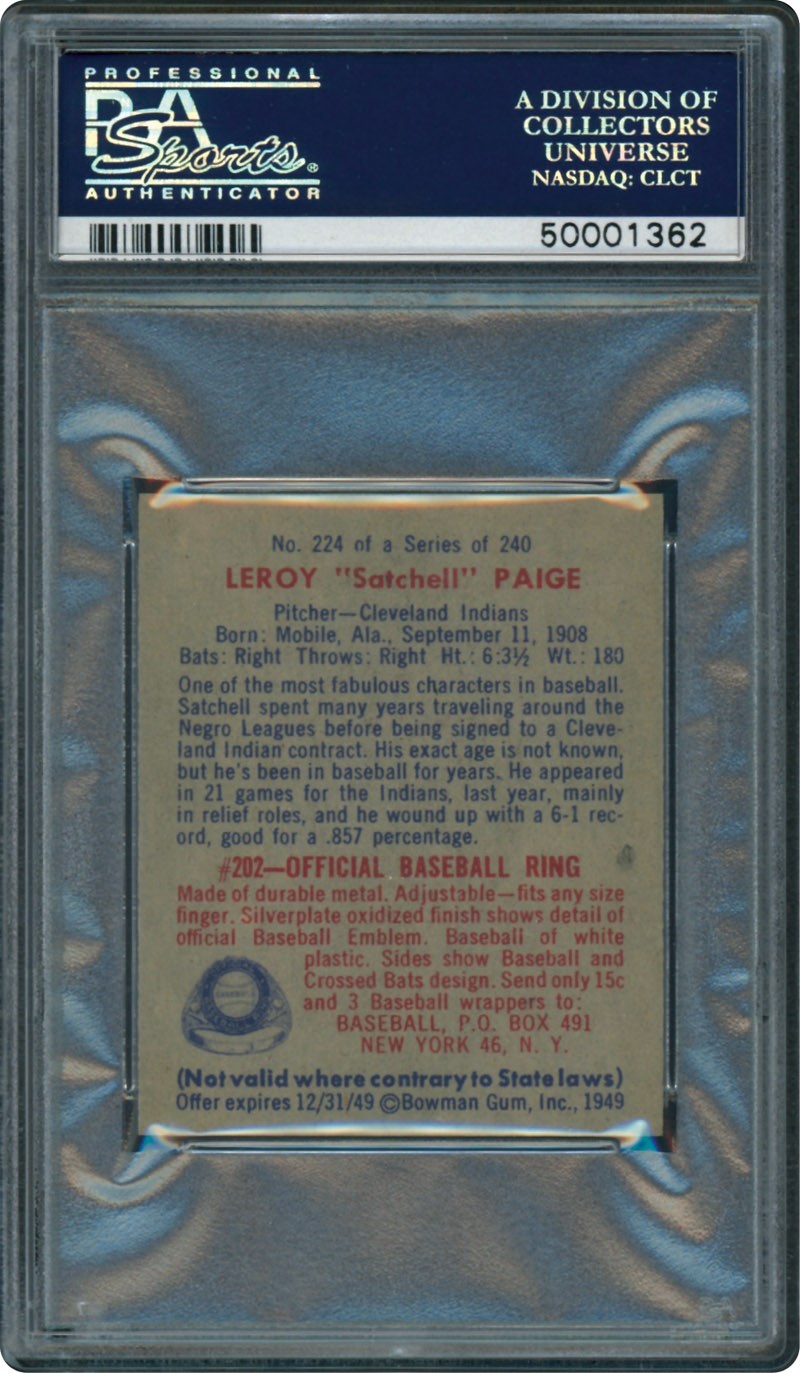 PROFESSIONAL
PSA
Sports®
AUTHENTICATOR
A DIVISION OF
COLLECTORS
UNIVERSE
NASDAQ: CLCT
50001362
No. 224 of a Series of 240
LEROY "Satchell" PAIGE
Pitcher—Cleveland Indians
Born: Mobile, Ala., September 11, 1908
Bats: Right Throws: Right Ht.: 6:3½ Wt.: 180
One of the most fabulous characters in baseball.
Satchell spent many years traveling around the
Negro Leagues before being signed to a Cleve-
land Indian contract. His exact age is not known,
but he's been in baseball for years. He appeared
in 21 games for the Indians, last year, mainly
in relief roles, and he wound up with a 6-1 rec-
ord, good for a .857 percentage.
#202—OFFICIAL BASEBALL RING
Made of durable metal. Adjustable—fits any size
finger. Silverplate oxidized finish shows detail of
official Baseball Emblem. Baseball of white
plastic. Sides show Baseball and
Crossed Bats design. Send only 15c
and 3 Baseball wrappers to:
BASEBALL, P.O. BOX 491
NEW YORK 46, N. Y.
(Not valid where contrary to State laws)
Offer expires 12/31/49 ©Bowman Gum, Inc., 1949